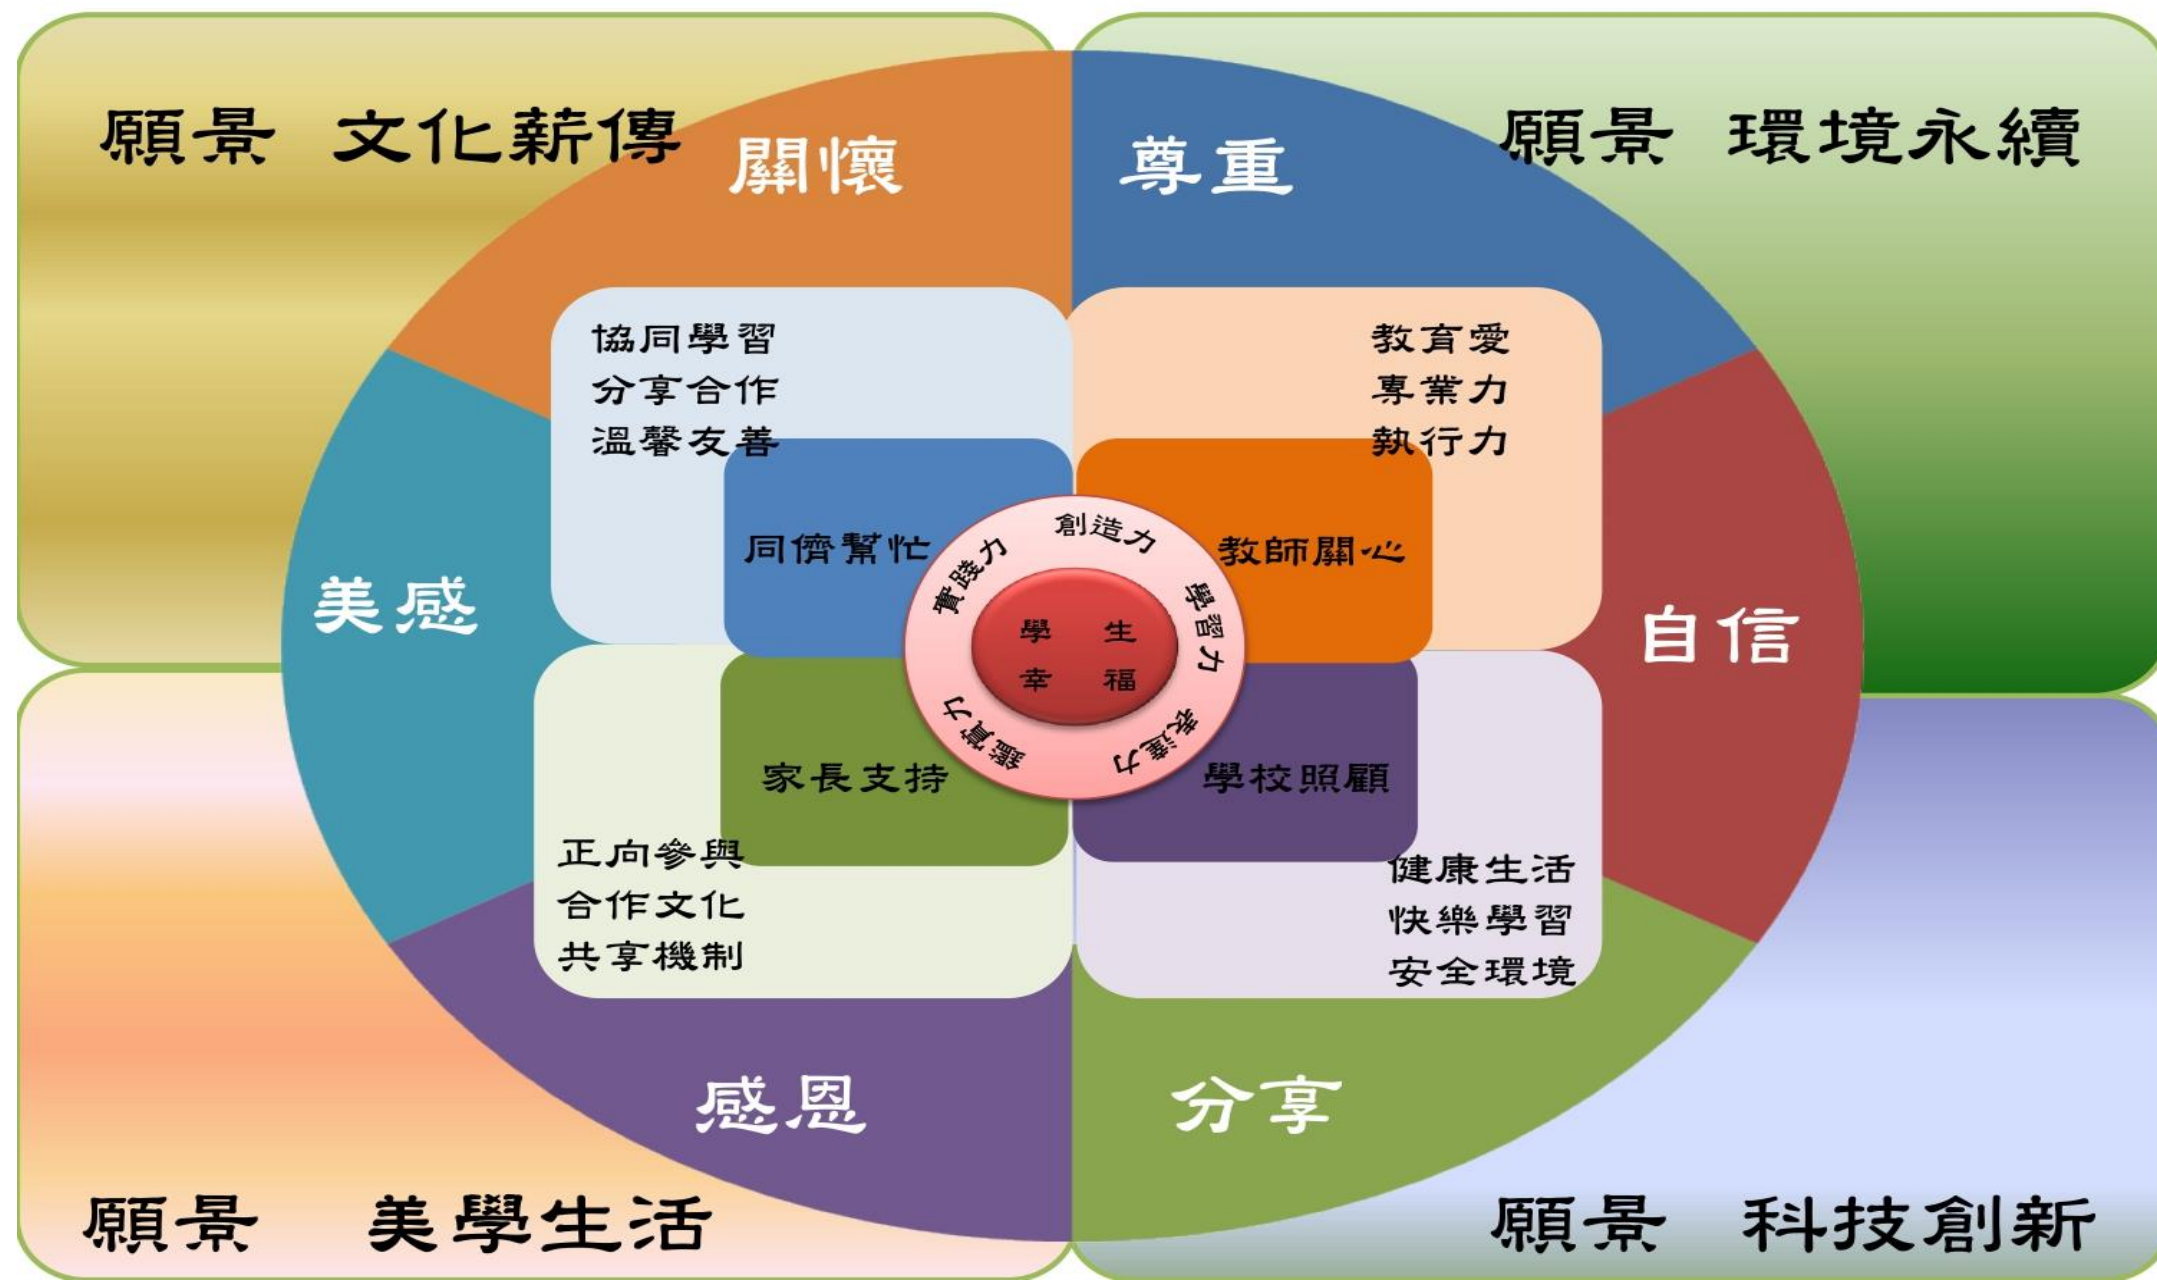 願景 文化薪傳
願景 環境永續
關懷
尊重
協同學習
分享合作
溫馨友善
教育愛
專業力
執行力
同儕幫忙
教師關心
創造力
實踐力
學習力
美感
學生
幸福
自信
鑑賞力
表達力
家長支持
學校照顧
正向參與
合作文化
共享機制
健康生活
快樂學習
安全環境
感恩
分享
願景 美學生活
願景 科技創新